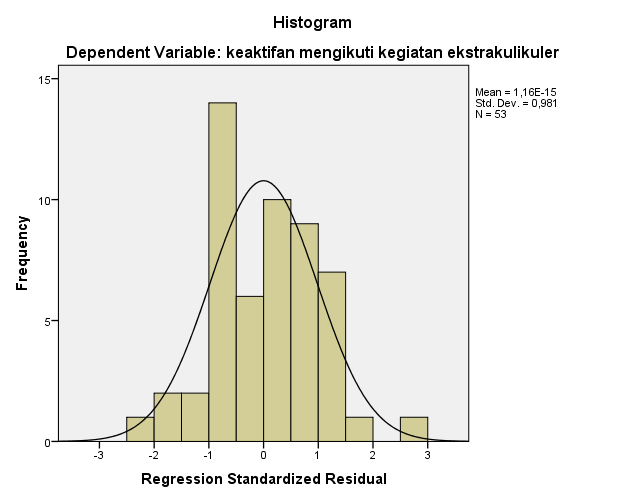 Histogram
Dependent Variable: keaktifan mengikuti kegiatan ekstrakulikuler
Mean = 1,16E-15
Std. Dev. = 0,981
N = 53
Frequency
15
10
5
0
-3 -2 -1 0 1 2 3
Regression Standardized Residual